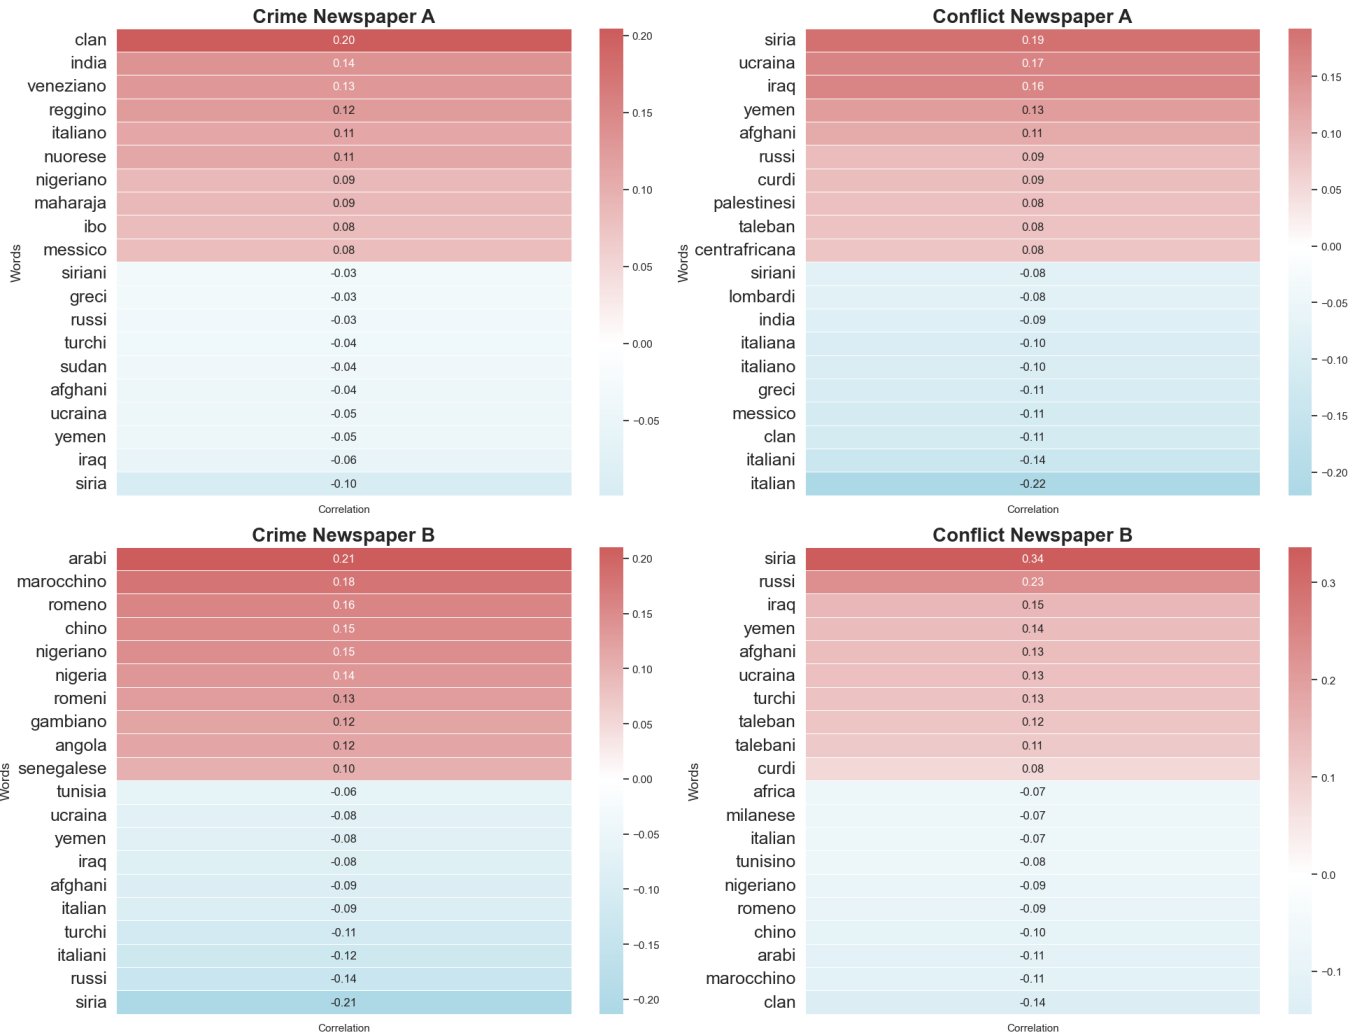 Crime Newspaper A
clan 0.20
india 0.14
veneziano 0.13
reggino 0.12
italiano 0.11
nuorese 0.11
nigeriano 0.09
maharaja 0.09
ibo 0.08
messico 0.08
siriani -0.03
greci -0.03
russi -0.03
turchi -0.04
sudan -0.04
afghani -0.04
ucraina -0.05
yemen -0.05
iraq -0.06
siria -0.10
Words
Correlation
0.20
0.15
0.10
0.05
0.00
−0.05
Conflict Newspaper A
siria 0.19
ucraina 0.17
iraq 0.16
yemen 0.13
afghani 0.11
russi 0.09
curdi 0.09
palestinesi 0.08
taleban 0.08
centrafricana 0.08
siriani -0.08
lombardi -0.08
india -0.09
italiana -0.10
italiano -0.10
greci -0.11
messico -0.11
clan -0.11
italiani -0.14
italian -0.22
Words
Correlation
0.15
0.10
0.05
0.00
−0.05
−0.10
−0.15
−0.20
Crime Newspaper B
arabi 0.21
marocchino 0.18
romeno 0.16
chino 0.15
nigeriano 0.15
nigeria 0.14
romeni 0.13
gambiano 0.12
angola 0.12
senegalese 0.10
tunisia -0.06
ucraina -0.08
yemen -0.08
iraq -0.08
afghani -0.09
italian -0.09
turchi -0.11
italiani -0.12
russi -0.14
siria -0.21
Words
Correlation
0.20
0.15
0.10
0.05
0.00
−0.05
−0.10
−0.15
−0.20
Conflict Newspaper B
siria 0.34
russi 0.23
iraq 0.15
yemen 0.14
afghani 0.13
ucraina 0.13
turchi 0.13
taleban 0.12
talebani 0.11
curdi 0.08
africa -0.07
milanese -0.07
italian -0.07
tunisino -0.08
nigeriano -0.09
romeno -0.09
chino -0.10
arabi -0.11
marocchino -0.11
clan -0.14
Words
Correlation
0.3
0.2
0.1
0.0
−0.1